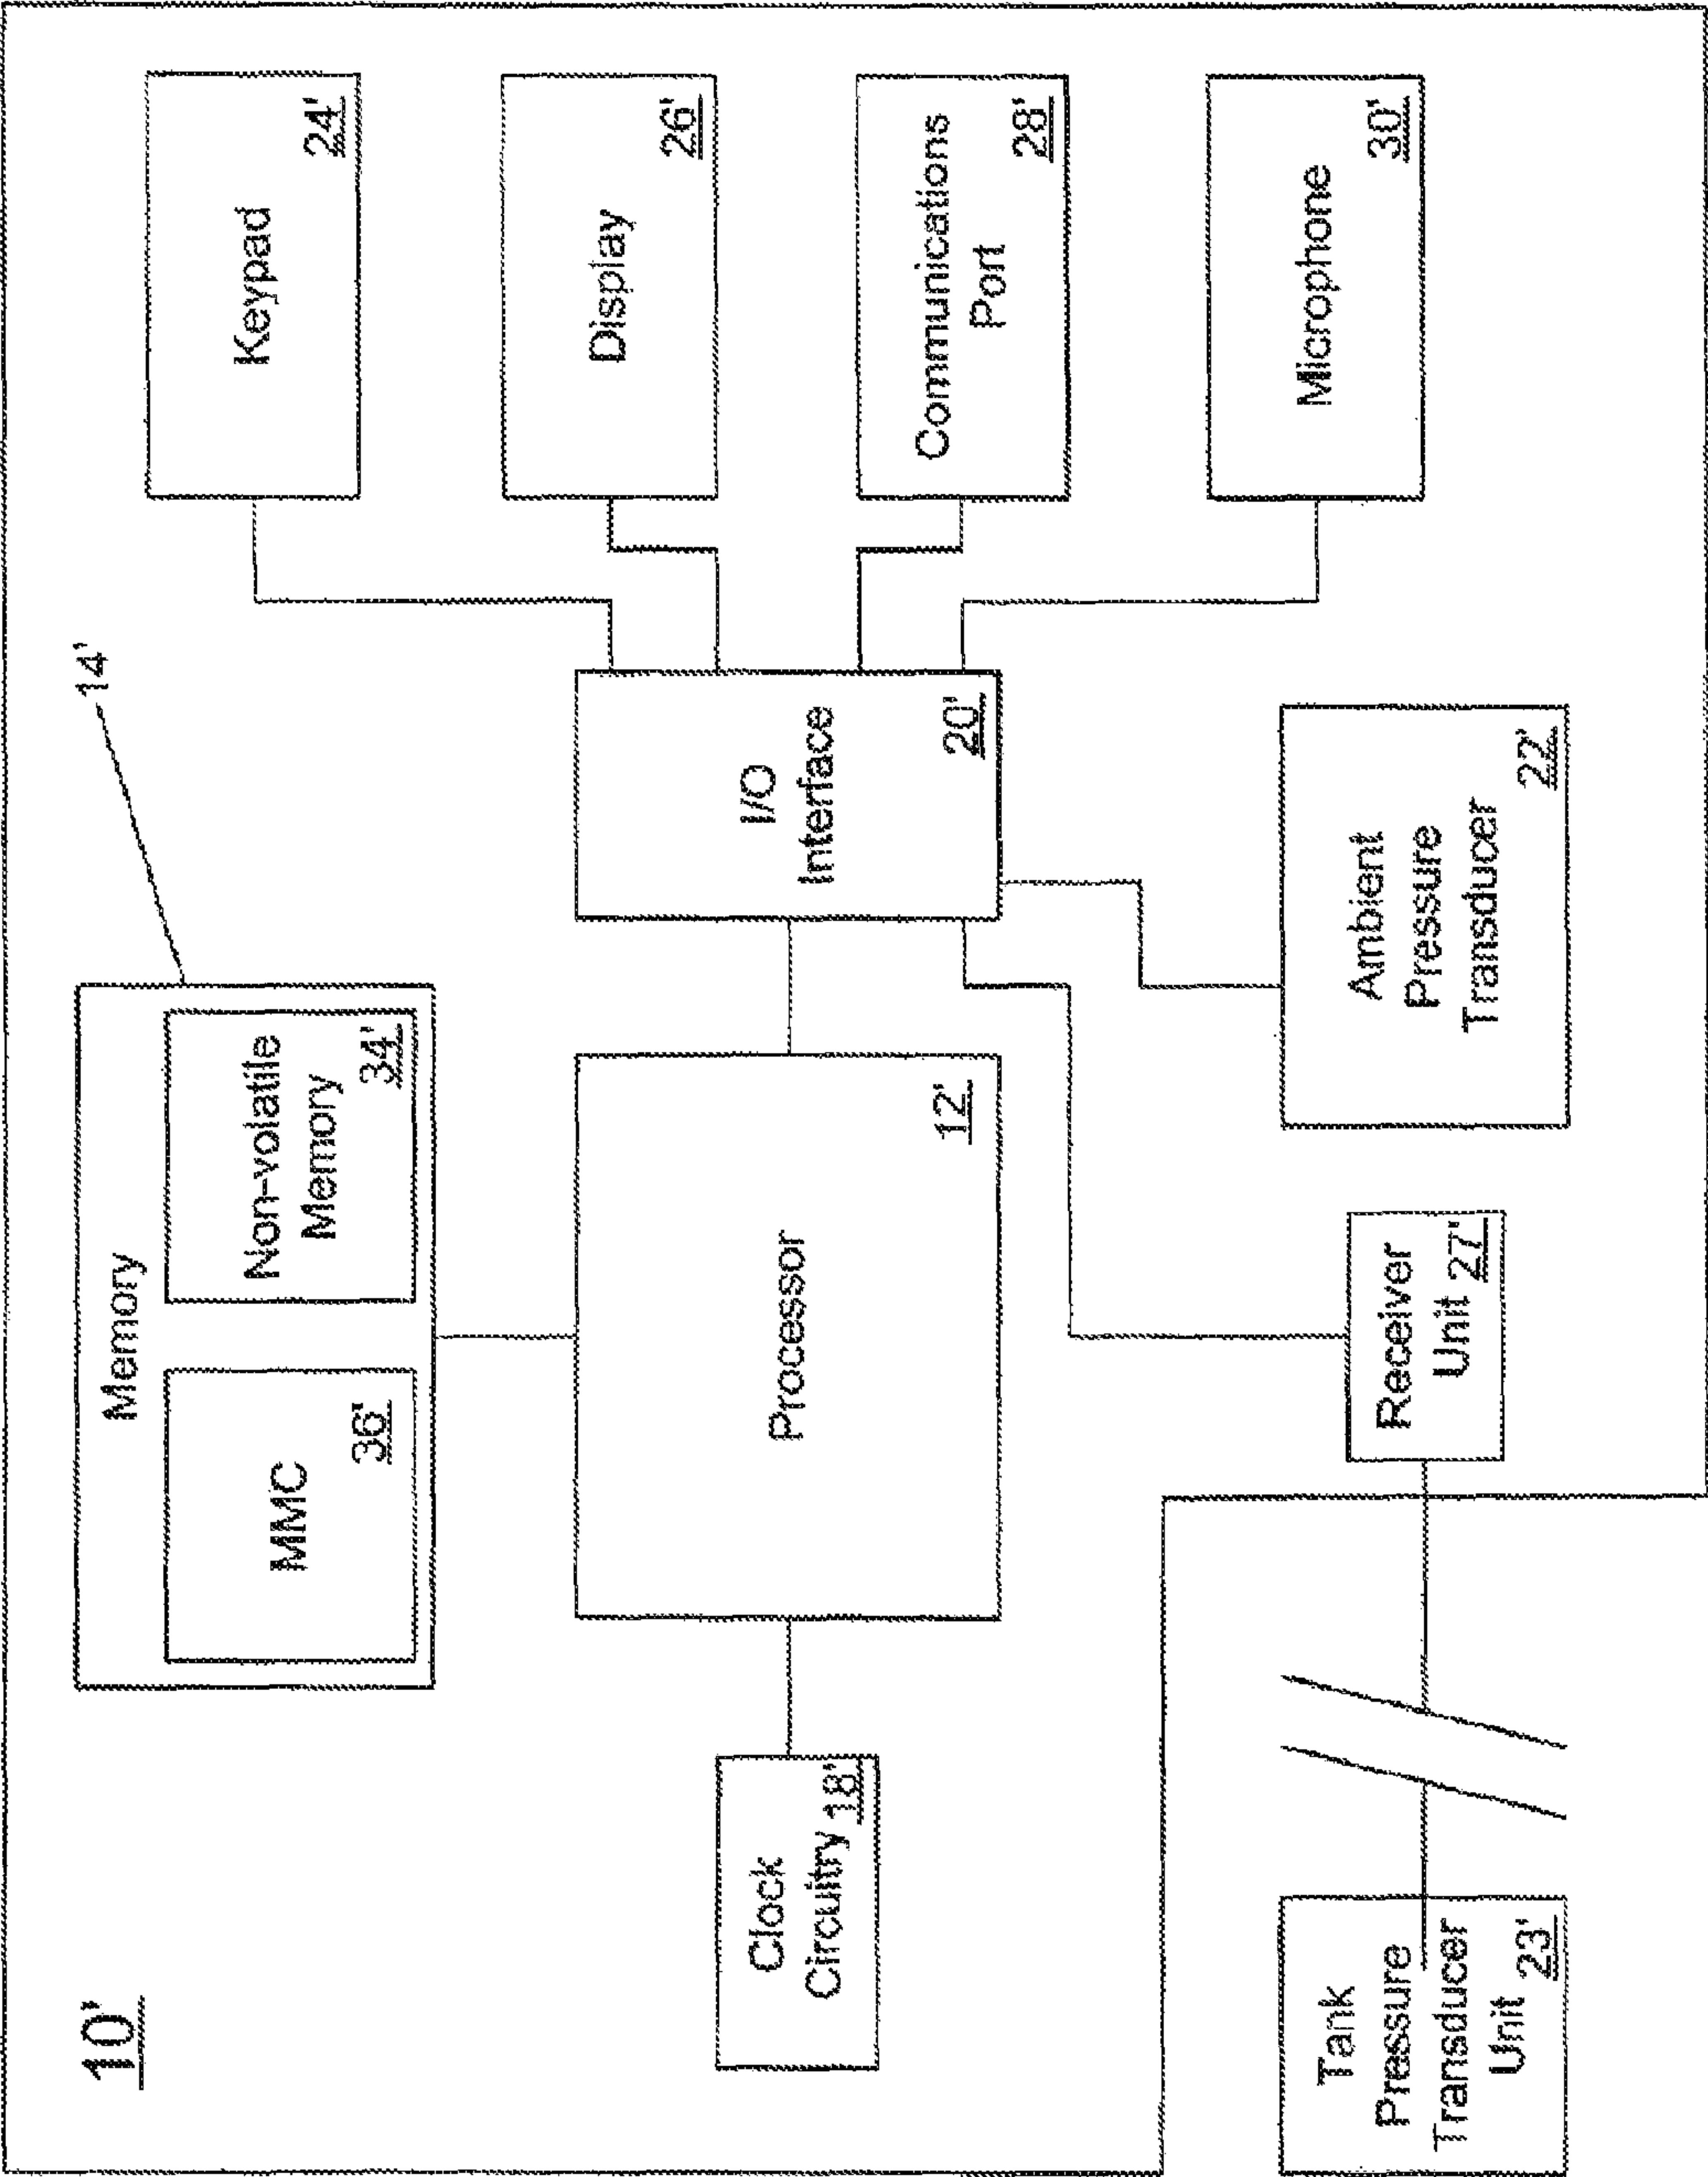 10'
14'
Memory
MMC
36'
Non-volatile
Memory
34'
Keypad
24'
Clock
Circuitry 18'
Processor
12'
I/O
Interface
20'
Display
26'
Communications
Port
28'
Tank
Pressure
Transducer
Unit 23'
Receiver
Unit 27'
Ambient
Pressure
Transducer
22'
Microphone
30'